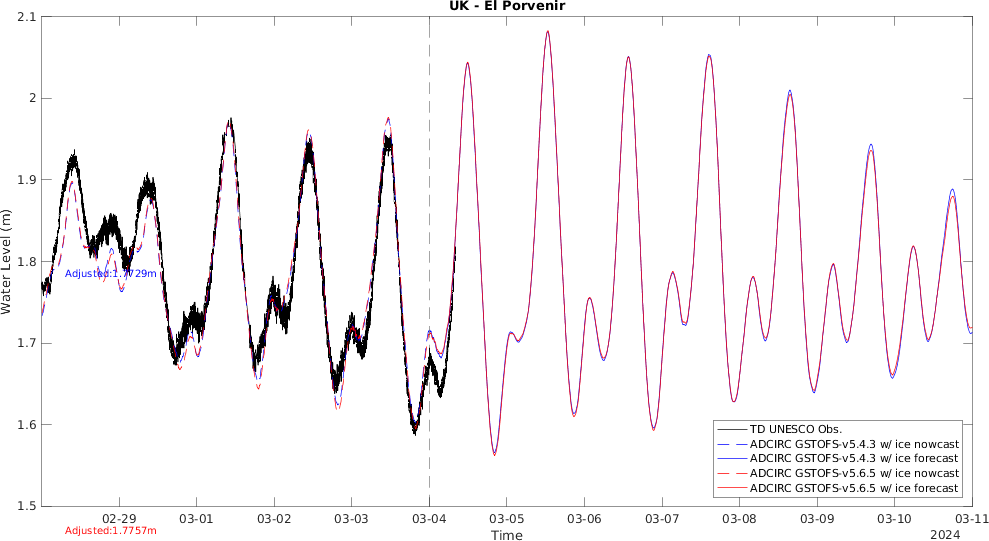 UK - El Porvenir
2.1
2
1.9
1.8
1.7
1.6
1.5
Water Level (m)
Adjusted:1.7729m
TD UNESCO Obs.
ADCIRC GSTOFS-v5.4.3 w/ ice nowcast
ADCIRC GSTOFS-v5.4.3 w/ ice forecast
ADCIRC GSTOFS-v5.6.5 w/ ice nowcast
ADCIRC GSTOFS-v5.6.5 w/ ice forecast
02-29 03-01 03-02 03-03 03-04 03-05 03-06 03-07 03-08 03-09 03-10 03-11
Adjusted:1.7757m
Time
2024